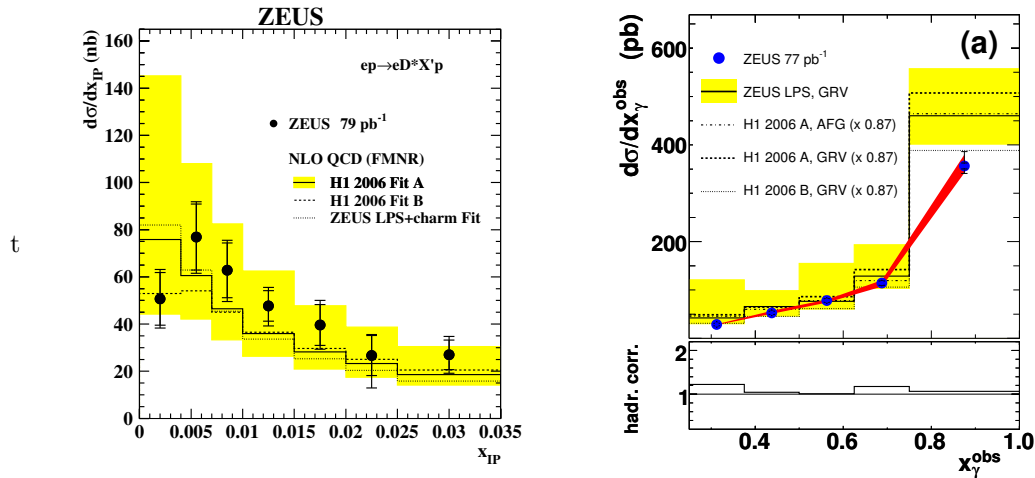 t
ZEUS
dσ/dx_IP (nb)
160
140
120
100
80
60
40
20
0
ep→eD*X'p
ZEUS 79 pb⁻¹
NLO QCD (FMNR)
H1 2006 Fit A
H1 2006 Fit B
ZEUS LPS+charm Fit
0 0.005 0.01 0.015 0.02 0.025 0.03 0.035
x_IP
dσ/dx_γ^obs (pb)
600
400
200
(a)
ZEUS 77 pb⁻¹
ZEUS LPS, GRV
H1 2006 A, AFG (x 0.87)
H1 2006 A, GRV (x 0.87)
H1 2006 B, GRV (x 0.87)
hadr. corr.
2
1
0.4 0.6 0.8 1.0
x_γ^obs